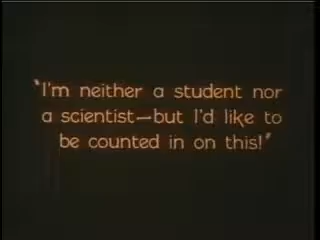 "I'm neither a student nor
a scientist—but I'd like to
be counted in on this!"